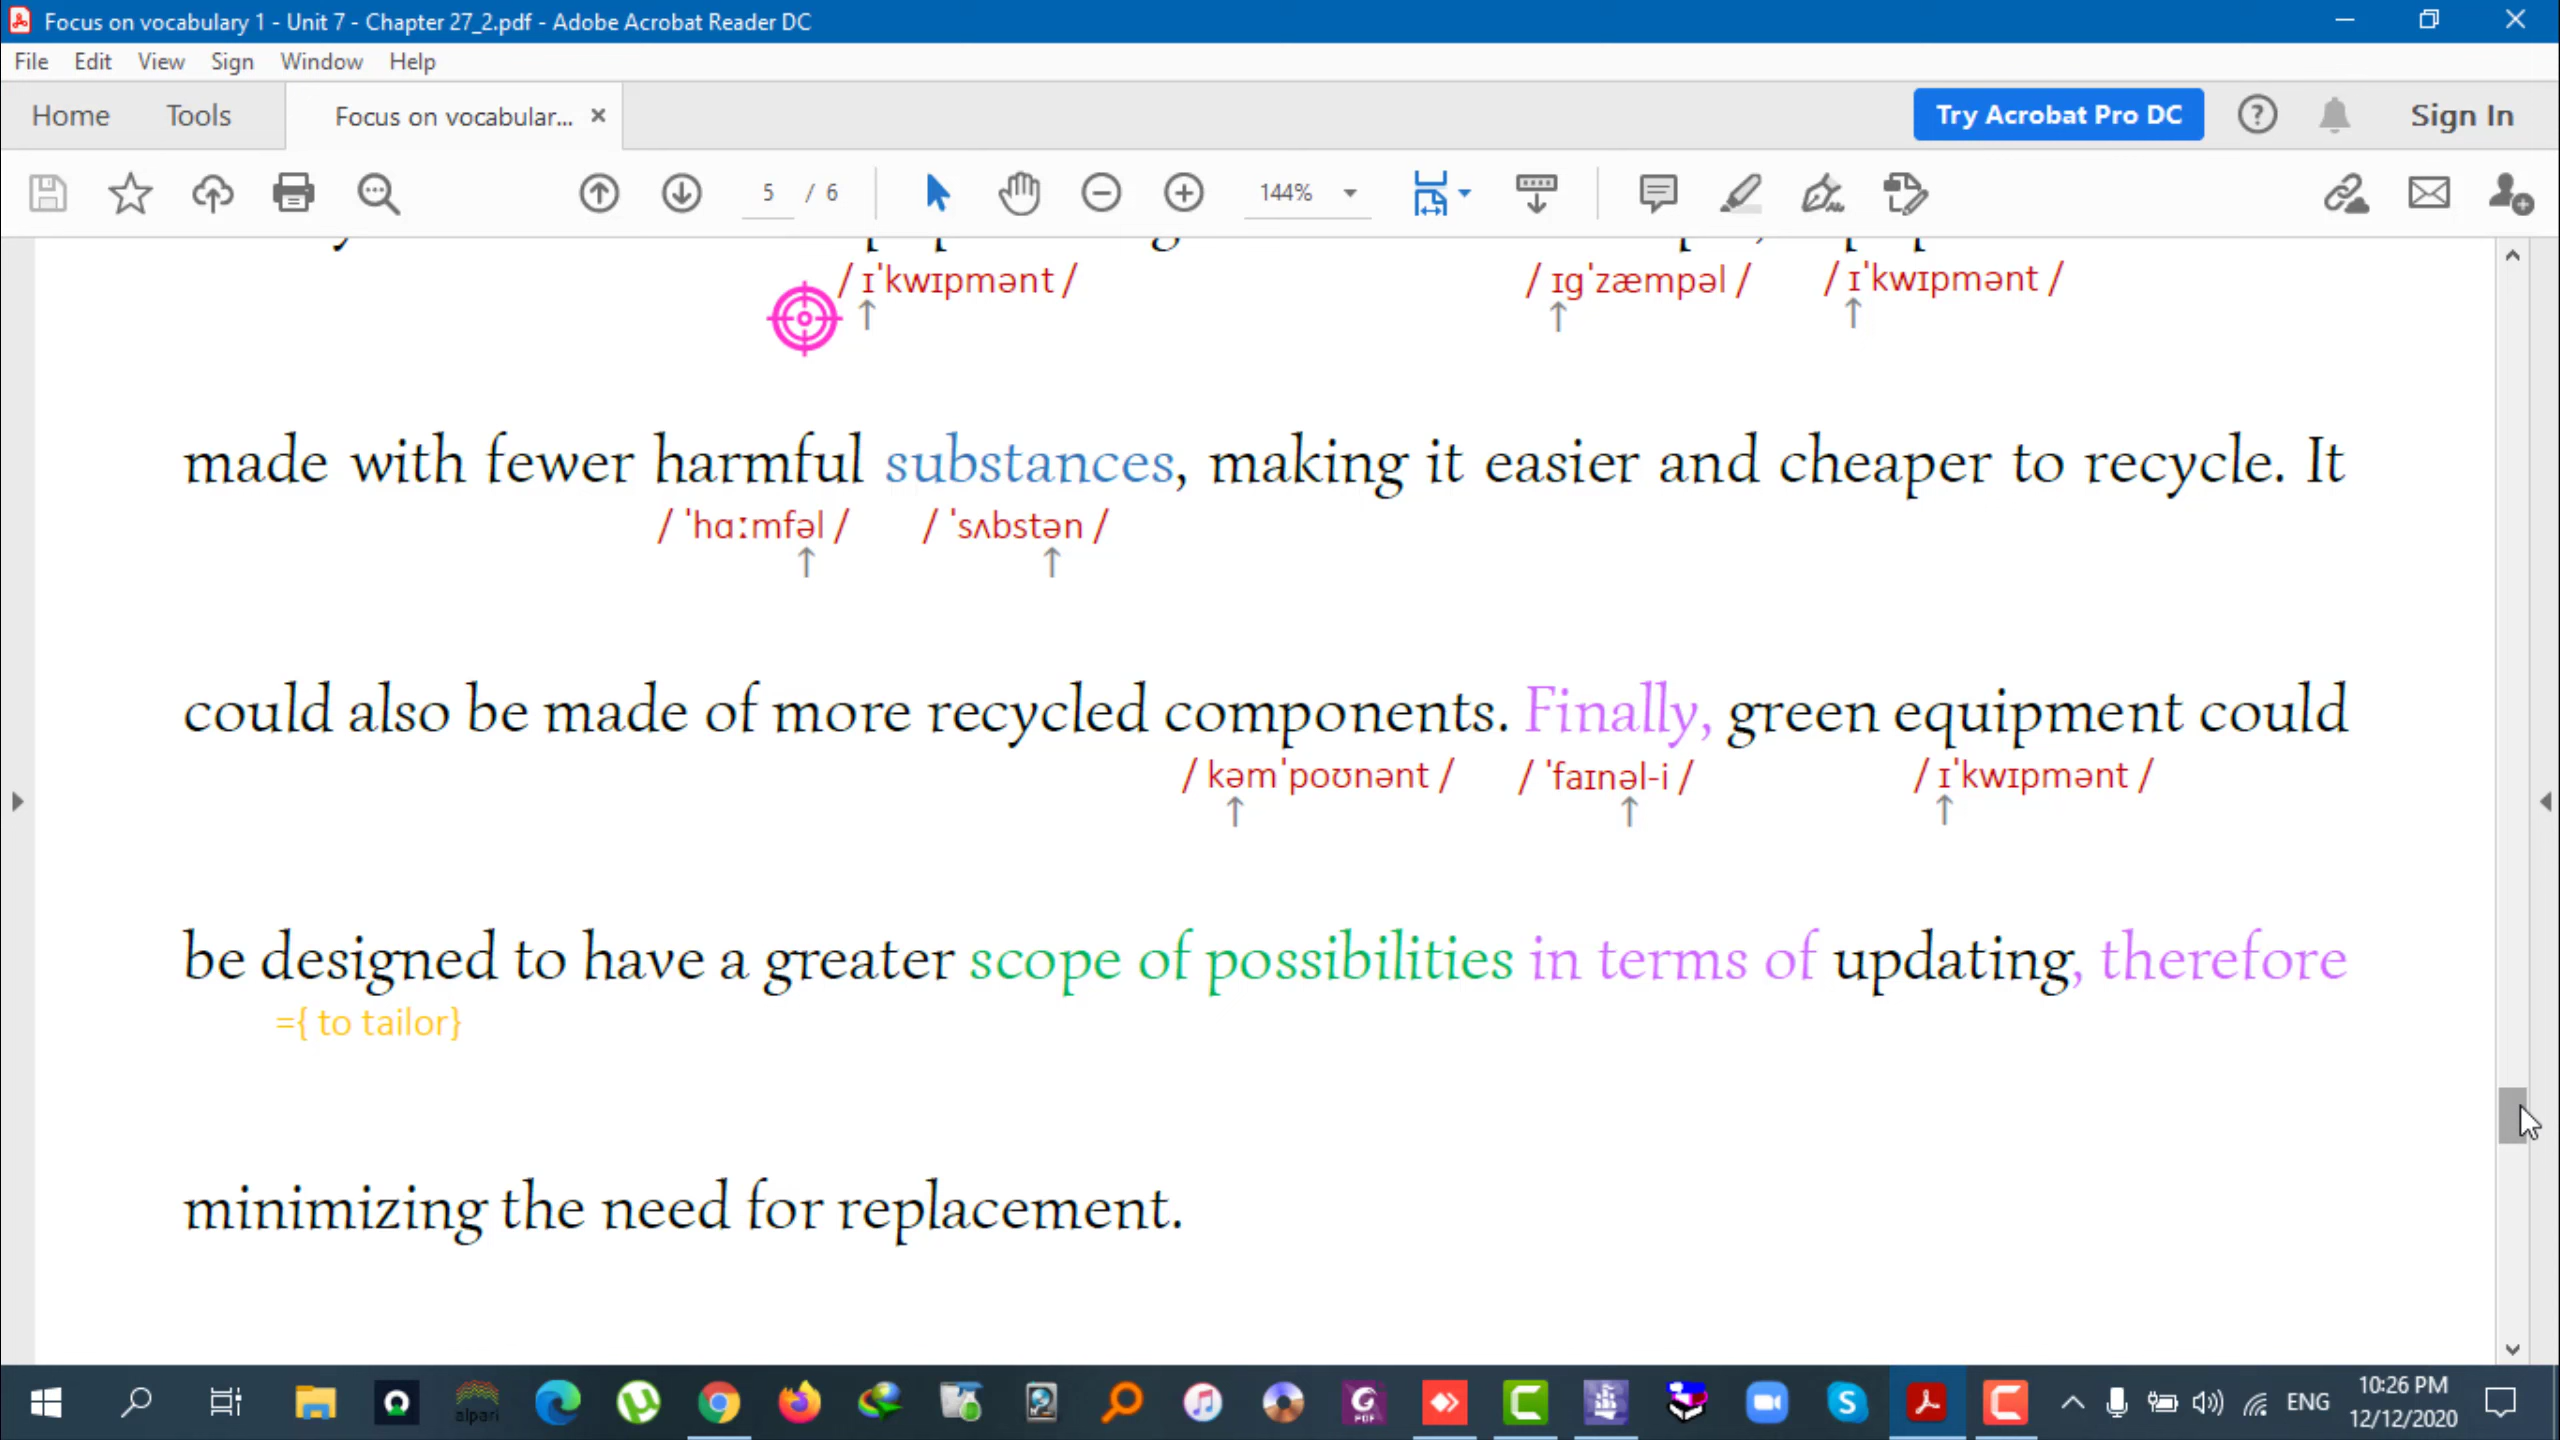 Focus on vocabulary 1 - Unit 7 - Chapter 27_2.pdf - Adobe Acrobat Reader DC
File Edit View Sign Window Help
Home Tools Focus on vocabular... × Try Acrobat Pro DC Sign In
5 / 6 144%
/ ɪˈkwɪpmənt / / ɪgˈzæmpəl / / ɪˈkwɪpmənt /
↑ ↑ ↑
made with fewer harmful substances, making it easier and cheaper to recycle. It
/ ˈhɑːmfəl / / ˈsʌbstən /
↑ ↑
could also be made of more recycled components. Finally, green equipment could
/ kəmˈpoʊnənt / / ˈfaɪnəl-i / / ɪˈkwɪpmənt /
↑ ↑ ↑
be designed to have a greater scope of possibilities in terms of updating, therefore
={ to tailor}
minimizing the need for replacement.
alpari ENG 10:26 PM
12/12/2020